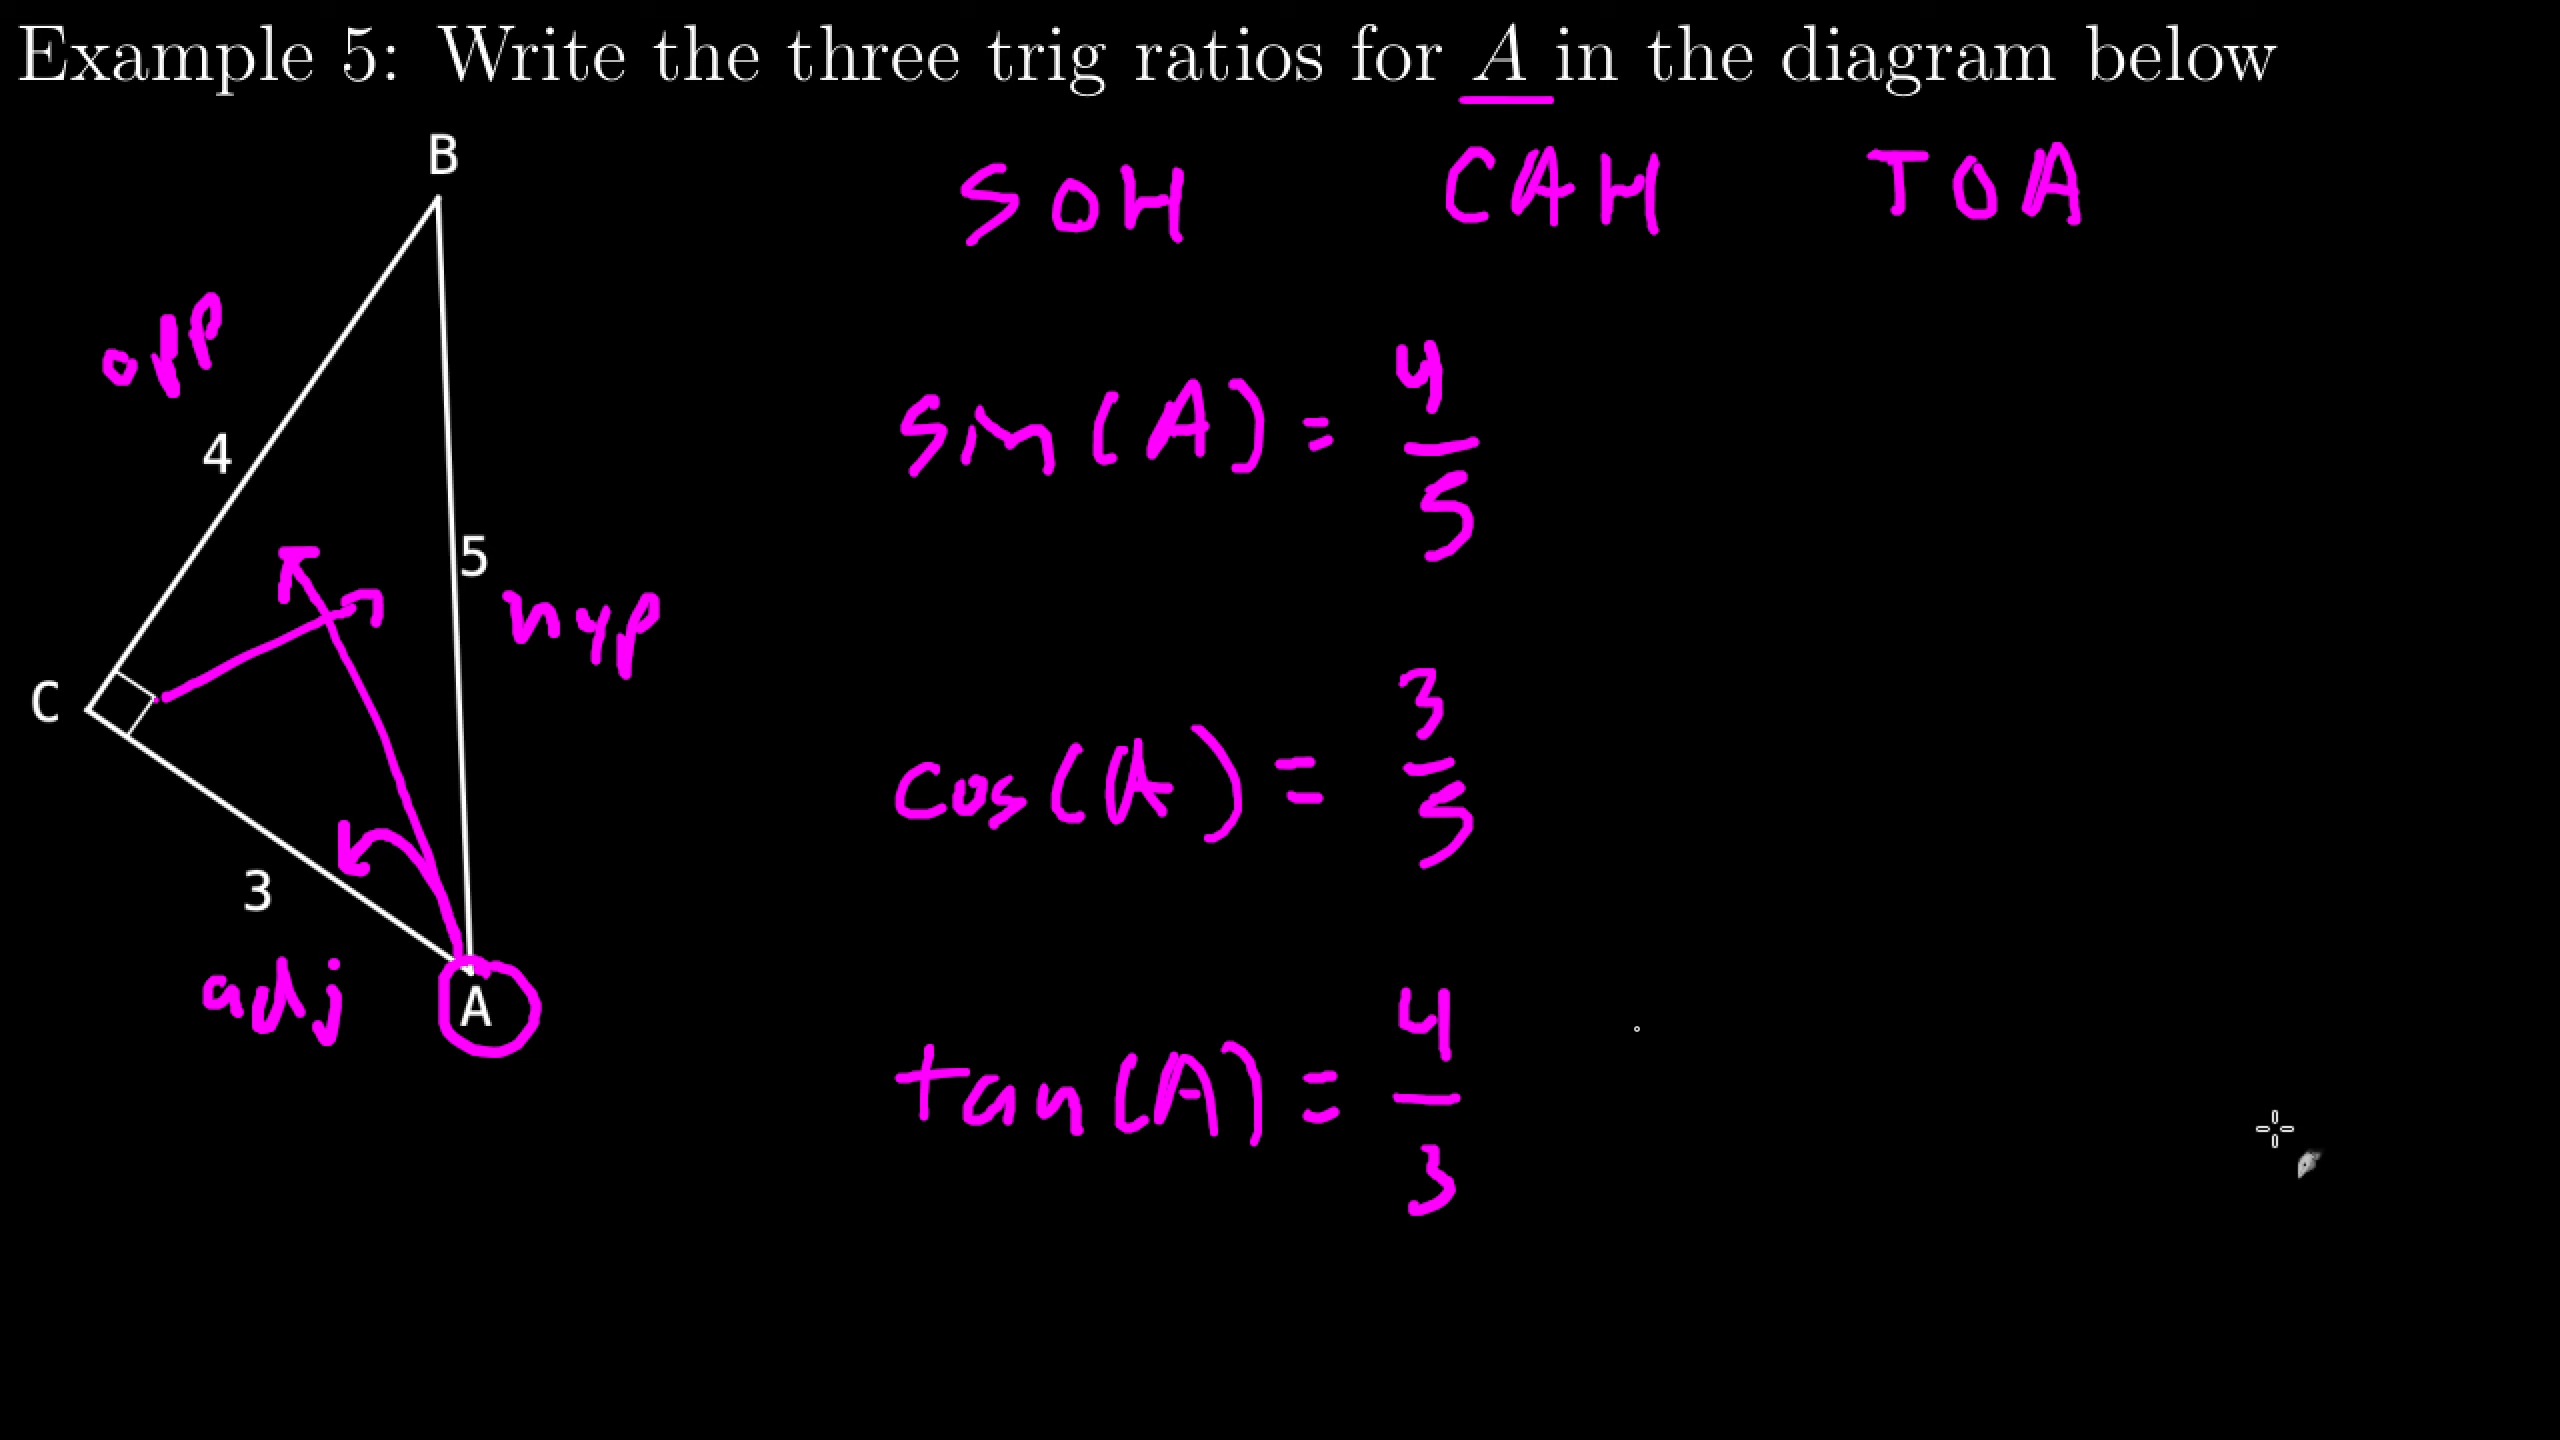 Example 5: Write the three trig ratios for A in the diagram below
SOH CAH TOA
B
opp
4
5
hyp
C
3
adj
A
sin(A) = 4/5
cos(A) = 3/5
tan(A) = 4/3